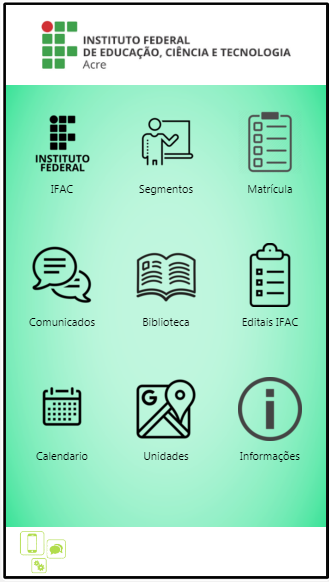 INSTITUTO FEDERAL
DE EDUCAÇÃO, CIÊNCIA E TECNOLOGIA
Acre
INSTITUTO
FEDERAL
IFAC
Segmentos
Matrícula
Comunicados
Biblioteca
Editais IFAC
G
Calendario
Unidades
Informações